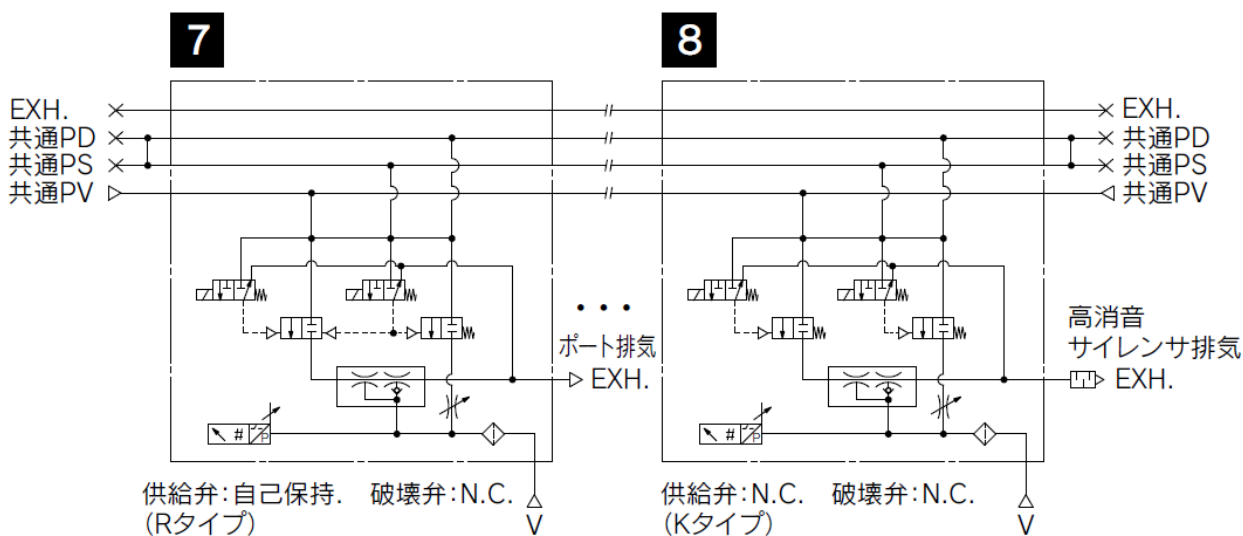 7
8
EXH.
EXH.
共通PD
共通PD
共通PS
共通PS
共通PV
共通PV
• • •
ポート排気
EXH.
高消音
サイレンサ排気
EXH.
# P
# P
供給弁:自己保持. 破壊弁:N.C.
(Rタイプ)
V
供給弁:N.C. 破壊弁:N.C.
(Kタイプ)
V